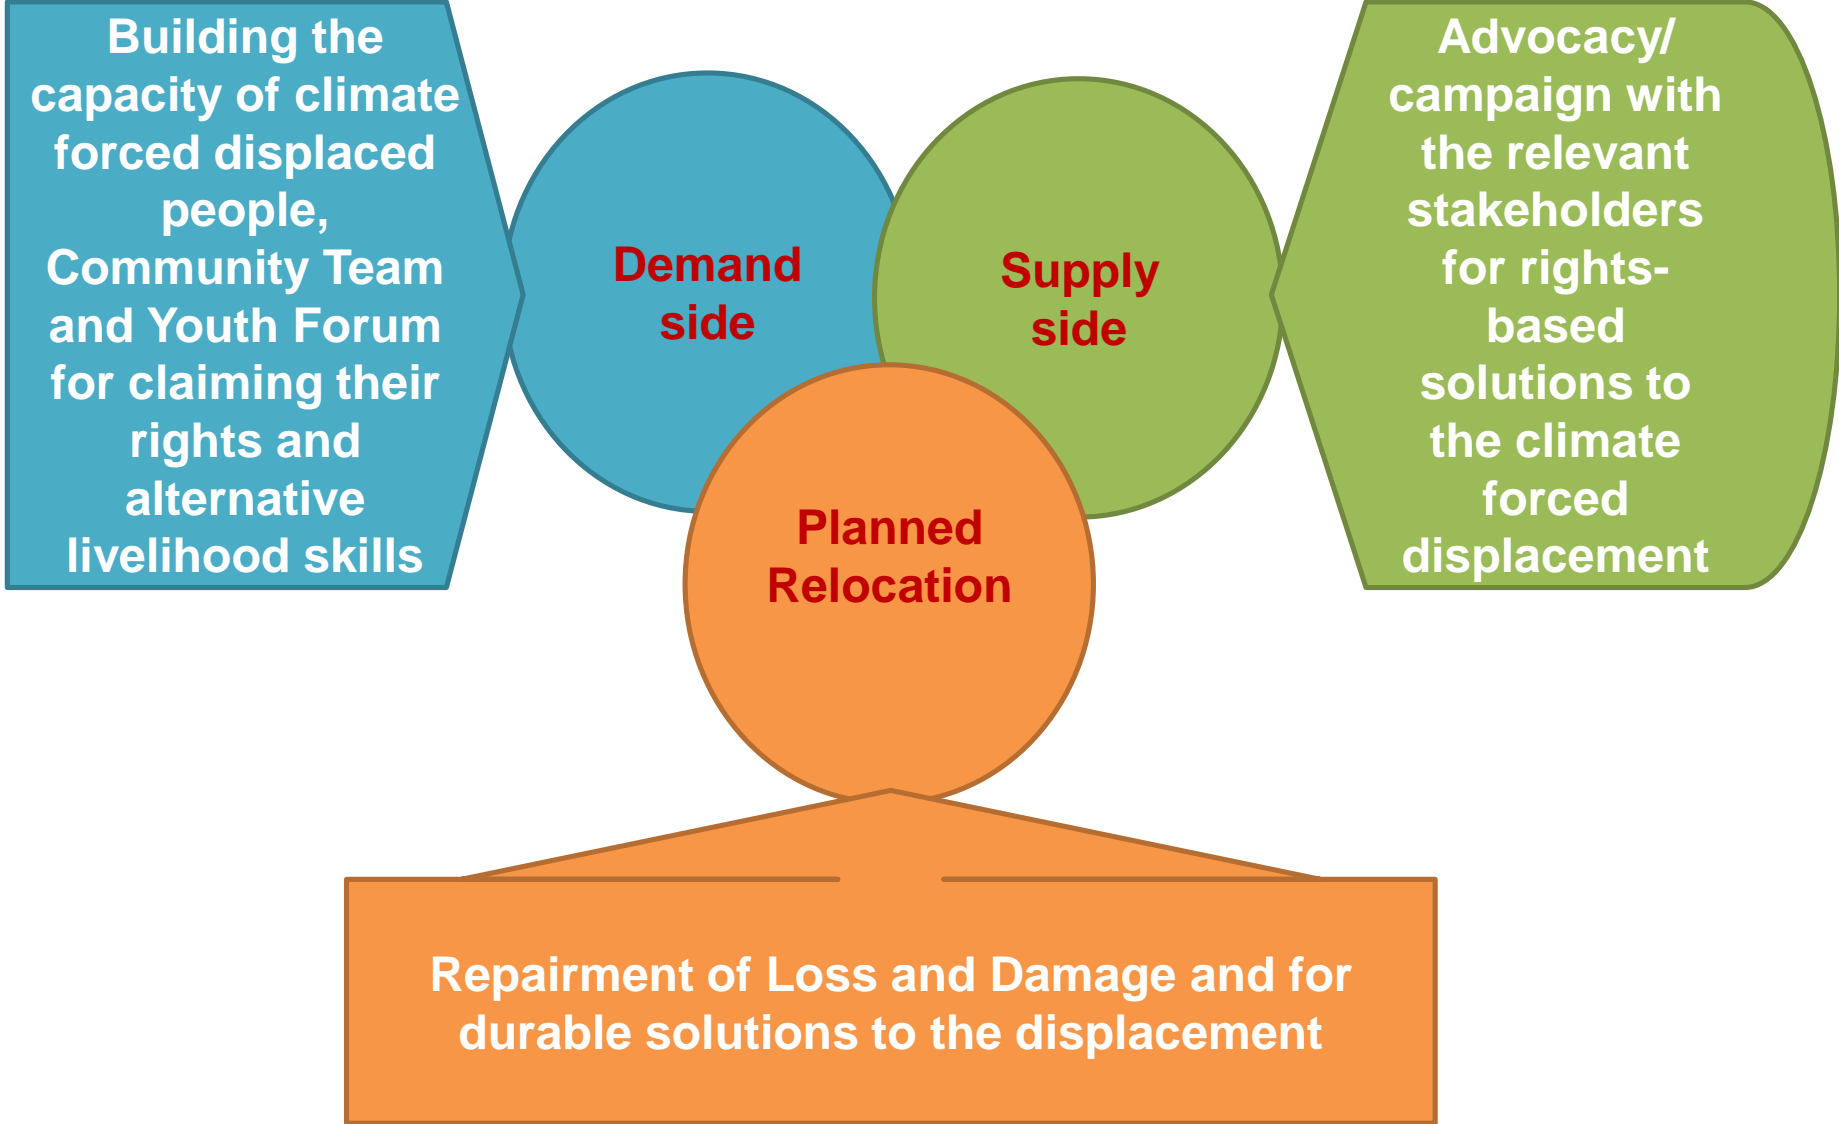 Building the
capacity of climate
forced displaced
people,
Community Team
and Youth Forum
for claiming their
rights and
alternative
livelihood skills
Demand
side
Supply
side
Advocacy/
campaign with
the relevant
stakeholders
for rights-
based
solutions to
the climate
forced
displacement
Planned
Relocation
Repairment of Loss and Damage and for
durable solutions to the displacement